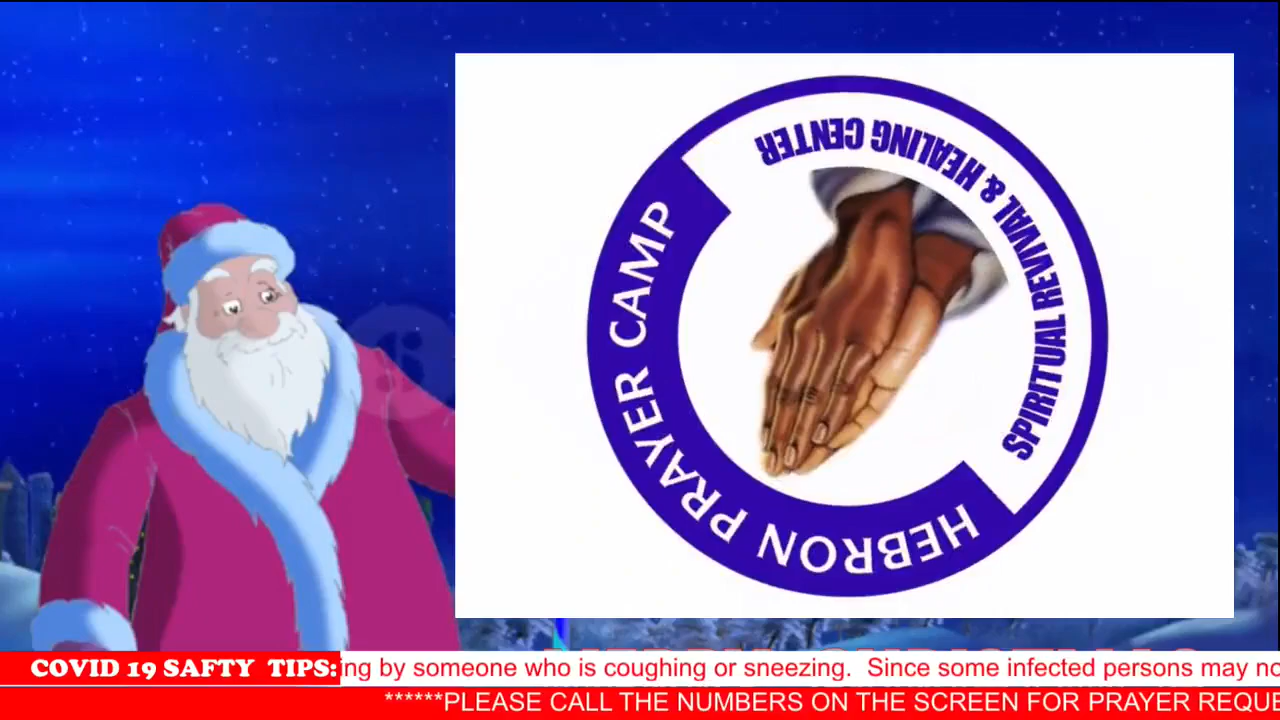 HEBRON PRAYER CAMP
SPIRITUAL REVIVAL & HEALING CENTER
COVID 19 SAFTY TIPS:
ing by someone who is coughing or sneezing. Since some infected persons may no
******PLEASE CALL THE NUMBERS ON THE SCREEN FOR PRAYER REQUE